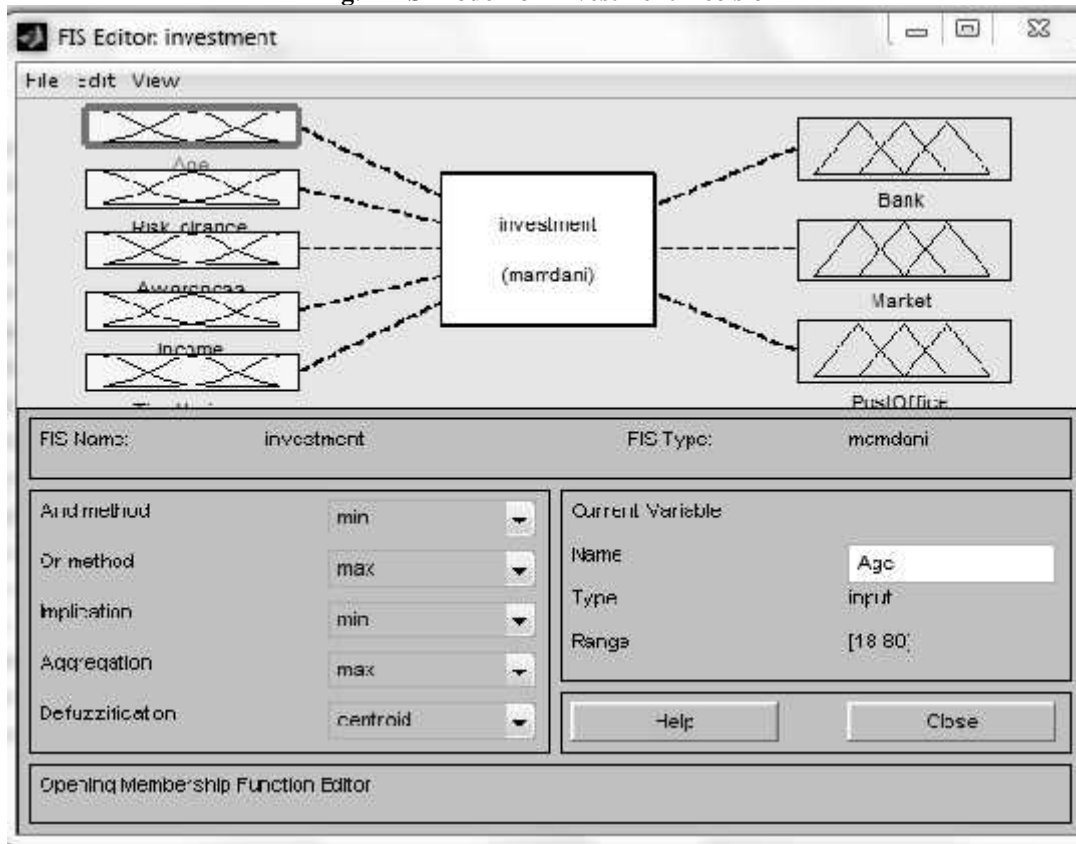 FIS Editor: investment
File Edit View
Age
Bank
investment
(mamdani)
Market
Income
PostOffice
FIS Name: investment FIS Type: mamdani
And method min
Or method max
Implication min
Aggregation max
Defuzzification centroid
Current Variable
Name Age
Type input
Range [18 80]
Help Close
Opening Membership Function Editor